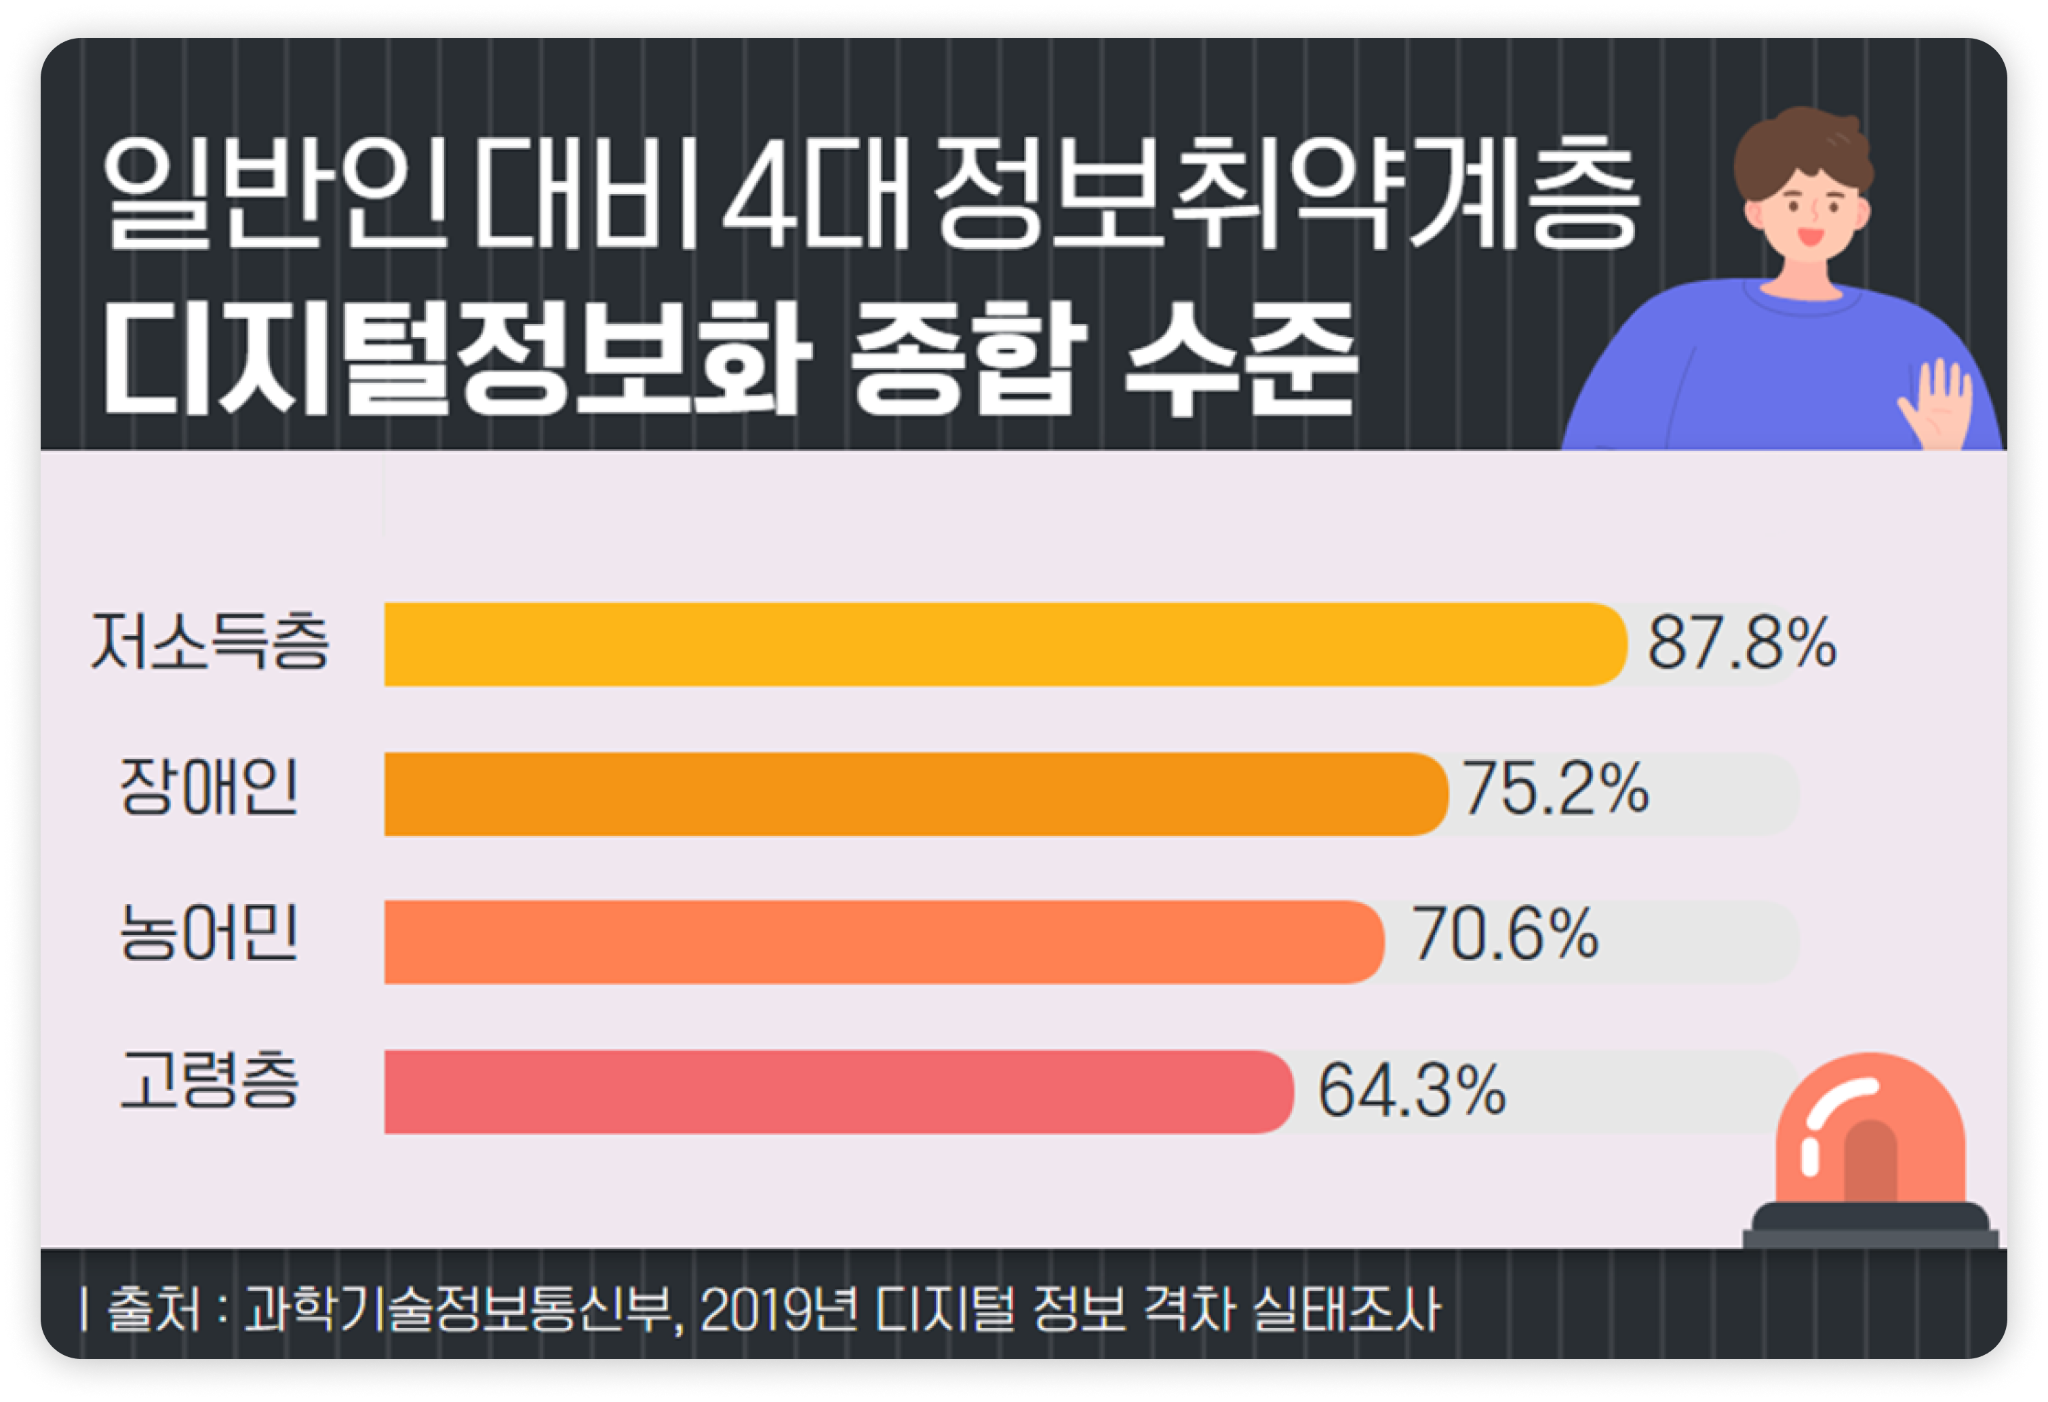 일반인 대비 4대 정보취약계층
디지털정보화 종합 수준
저소득층 87.8%
장애인 75.2%
농어민 70.6%
고령층 64.3%
| 출처 : 과학기술정보통신부, 2019년 디지털 정보 격차 실태조사